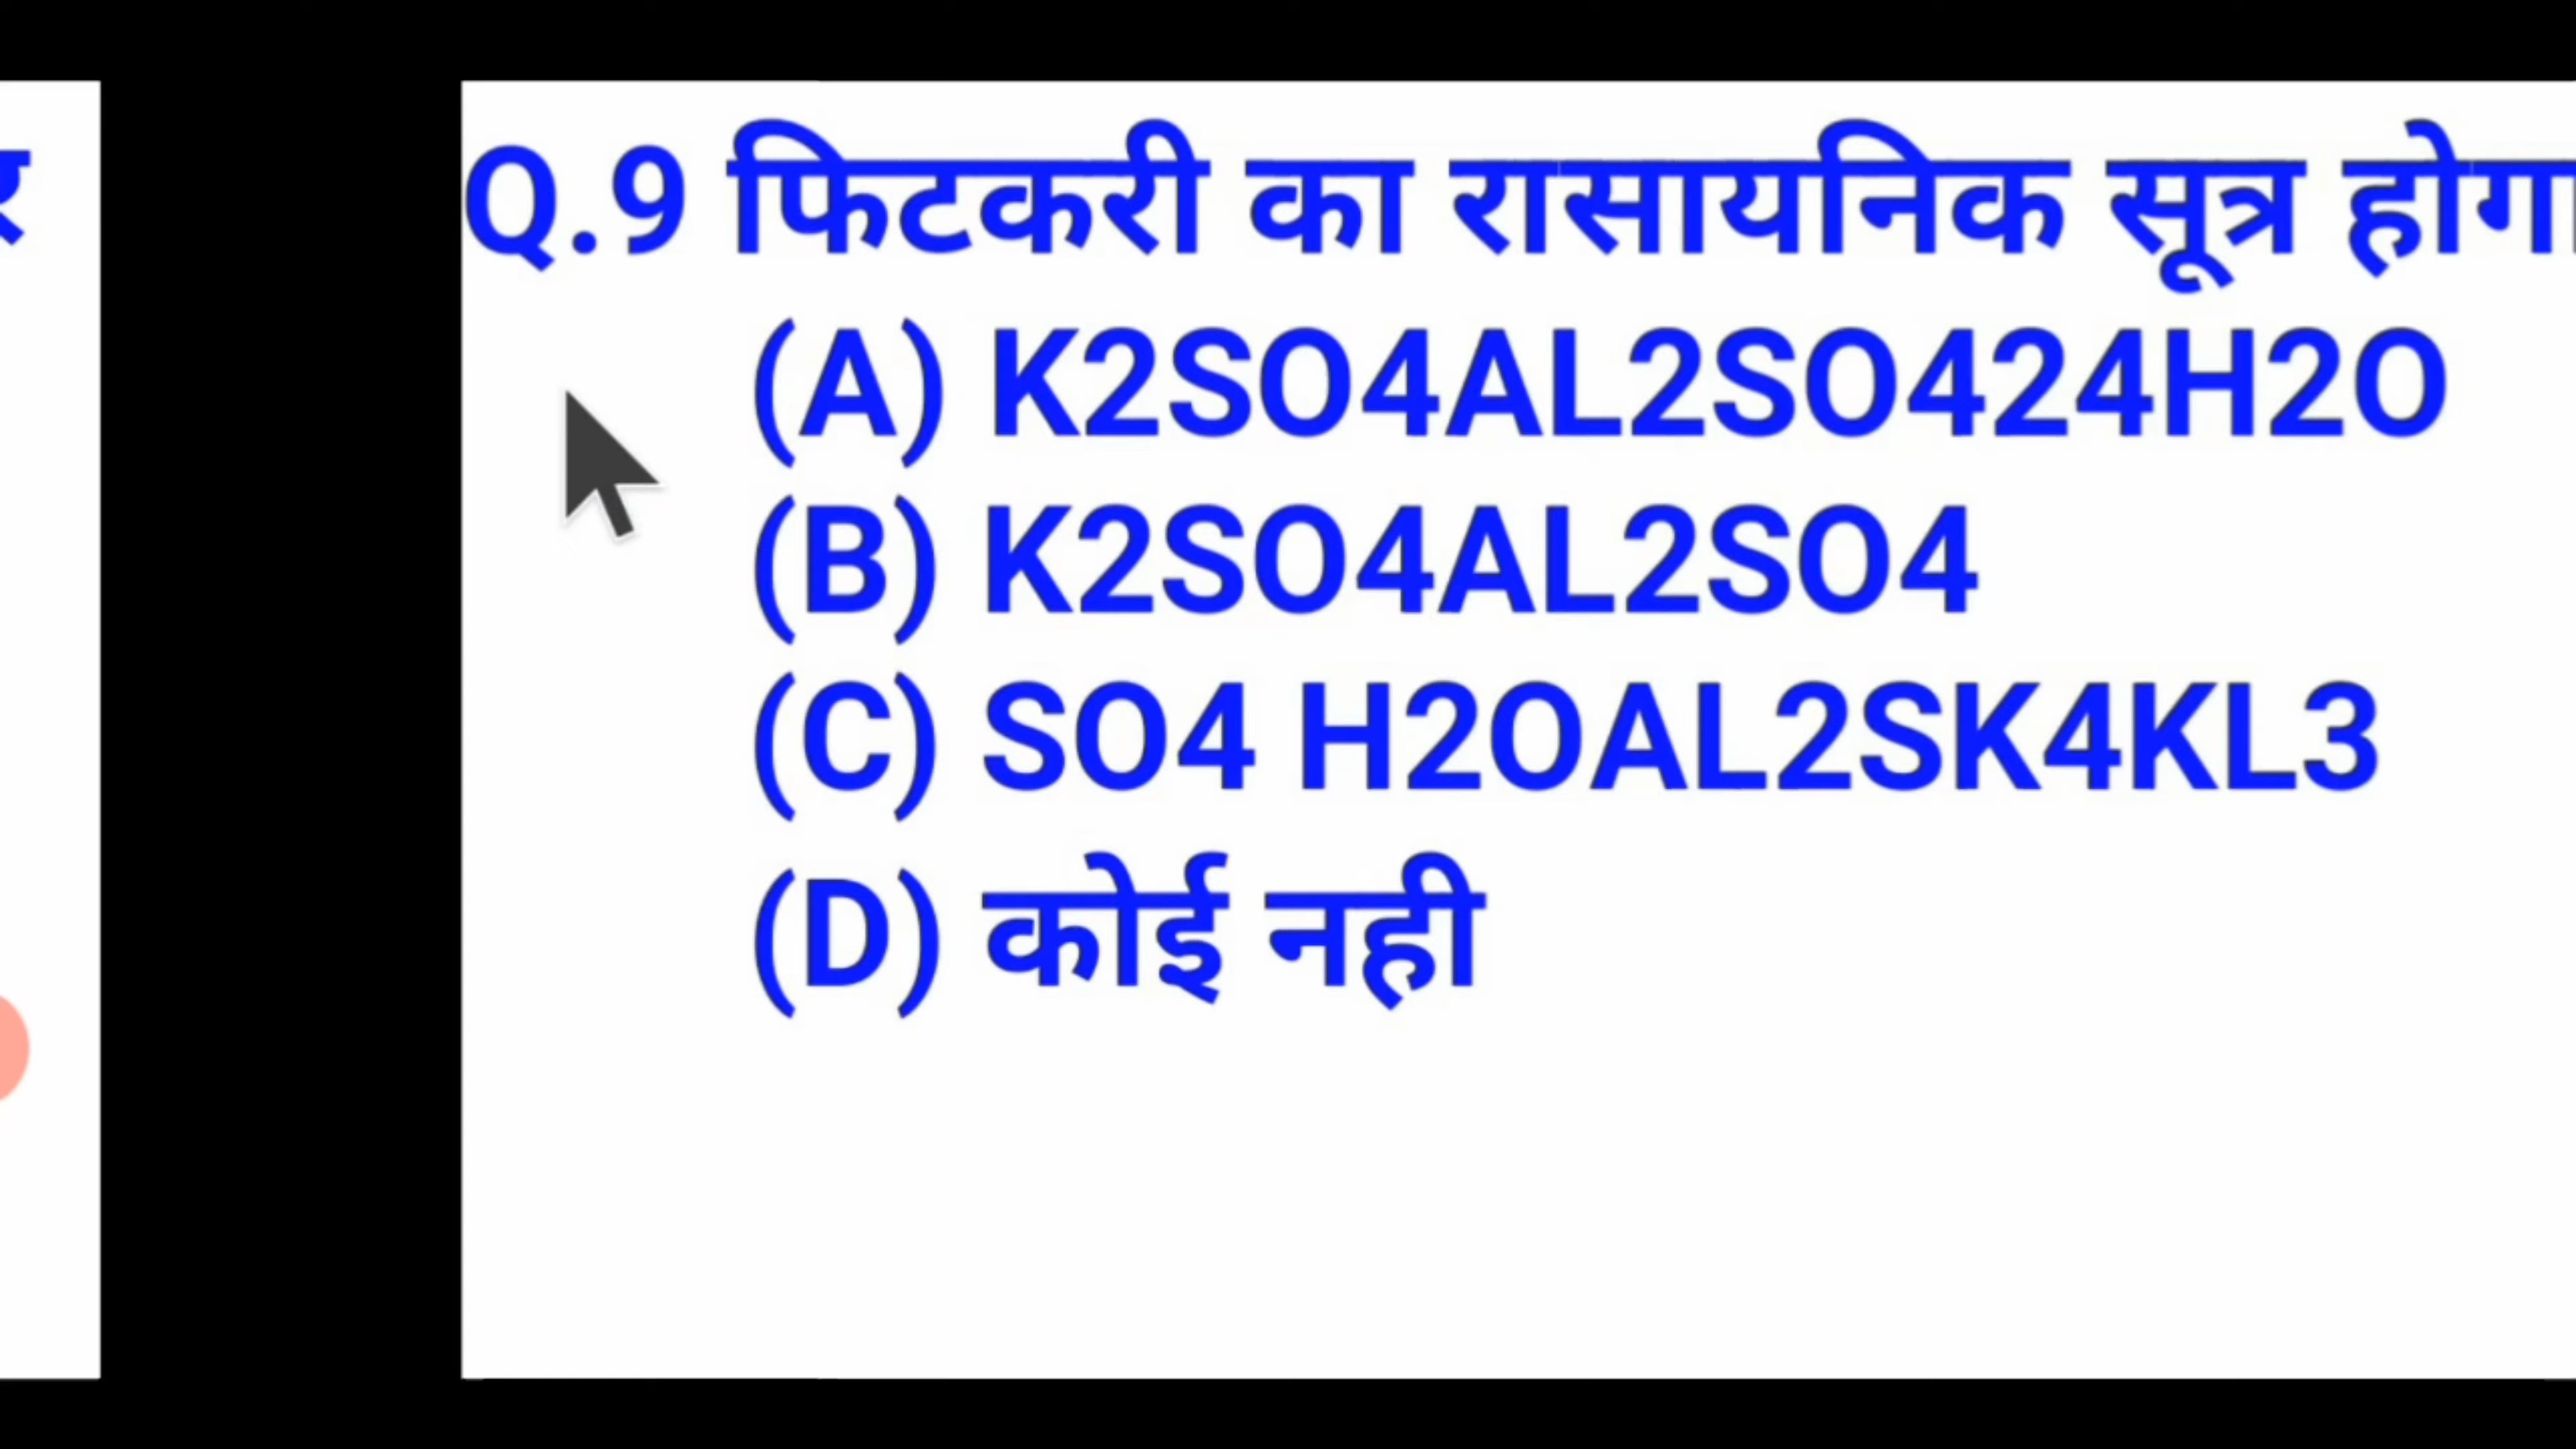 र
Q.9 फिटकरी का रासायनिक सूत्र होगा
(A) K2SO4AL2SO424H2O
(B) K2SO4AL2SO4
(C) SO4 H2OAL2SK4KL3
(D) कोई नही